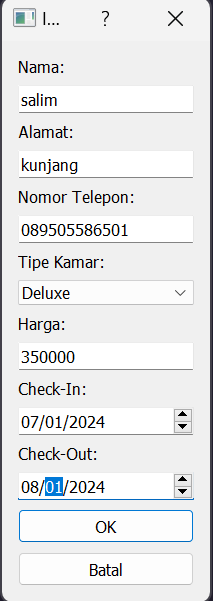 I... ?
Nama:
salim
Alamat:
kunjang
Nomor Telepon:
089505586501
Tipe Kamar:
Deluxe
Harga:
350000
Check-In:
07/01/2024
Check-Out:
08/01/2024
OK
Batal